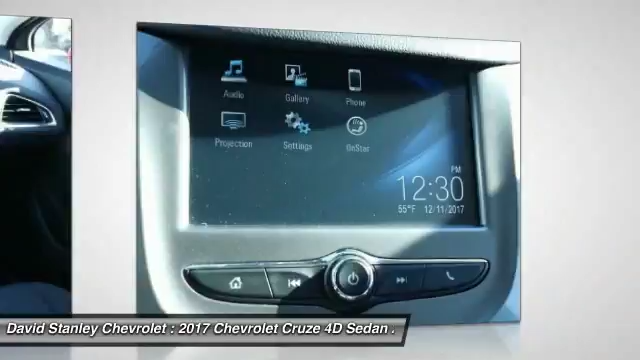 Audio Gallery Phone
Projection Settings OnStar
PM
12:30
55°F 12/11/2017
David Stanley Chevrolet : 2017 Chevrolet Cruze 4D Sedan .